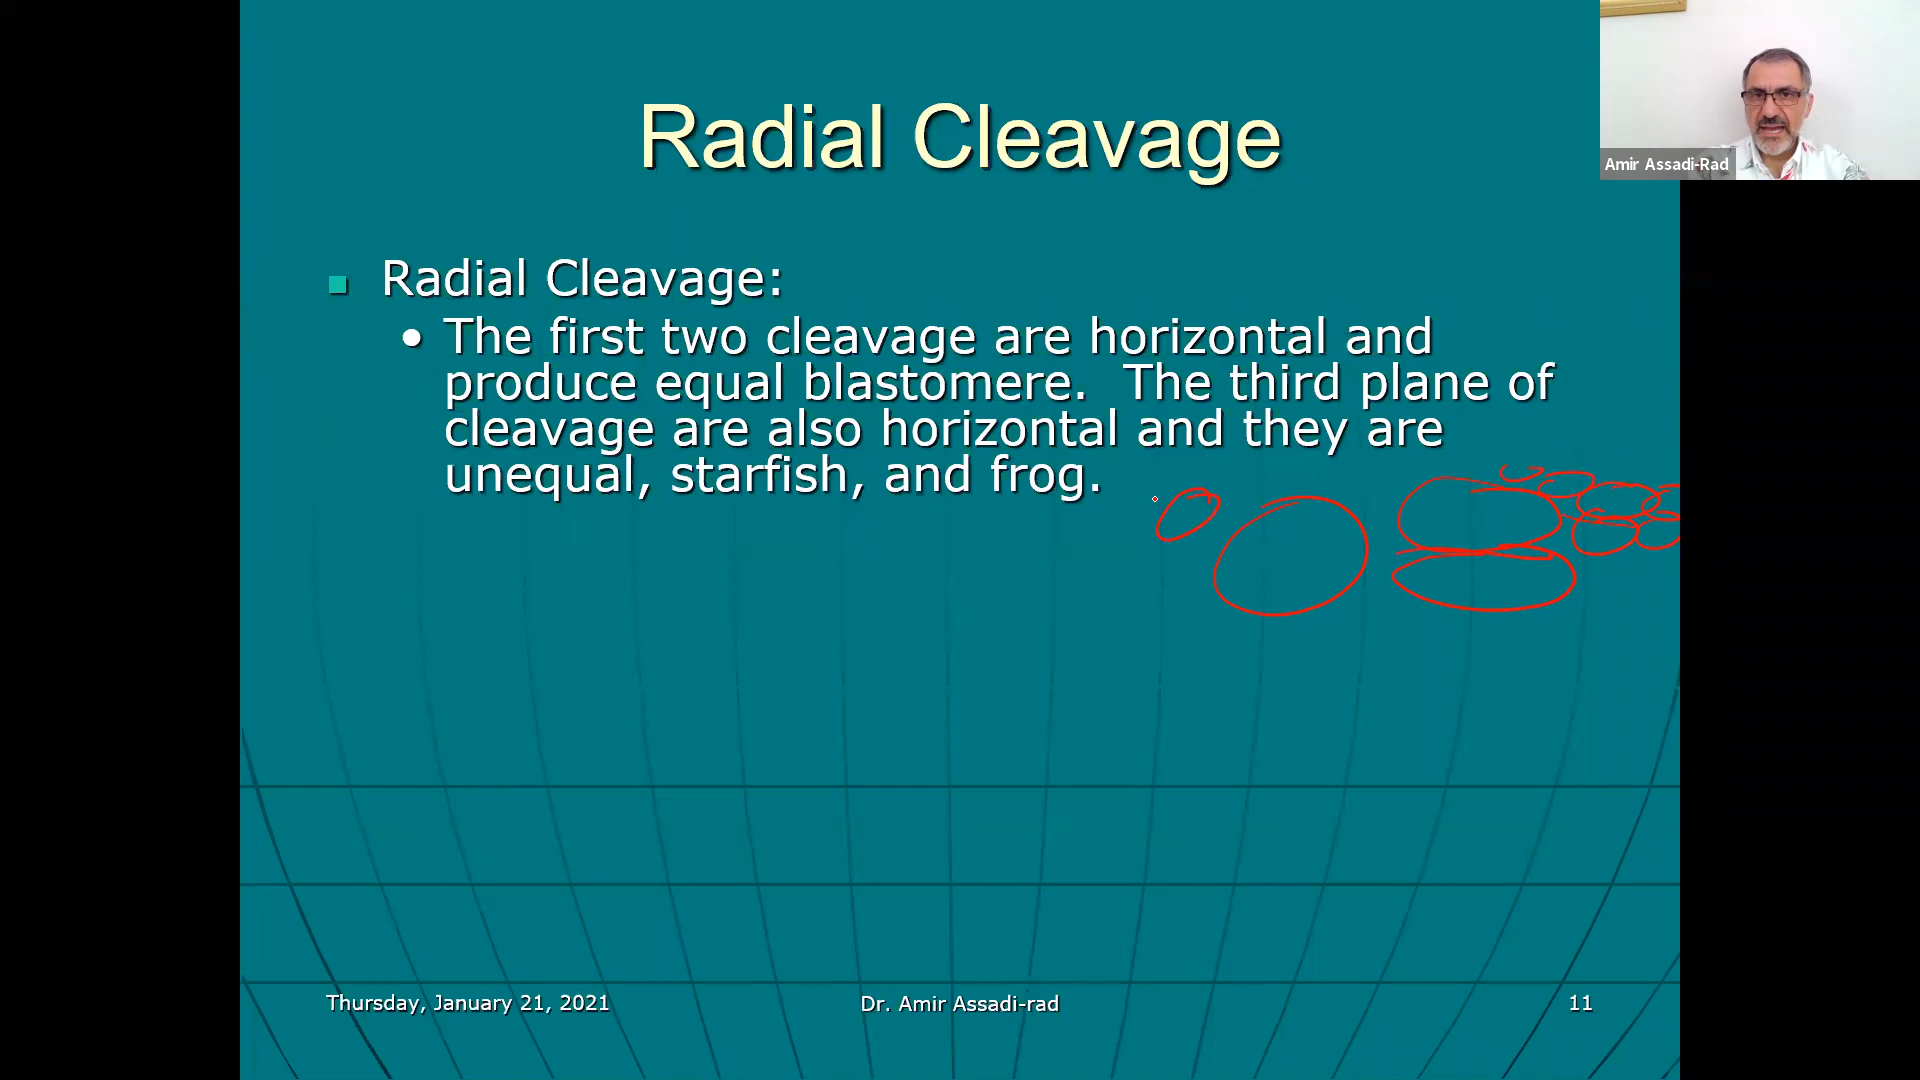 Radial Cleavage
Amir Assadi-Rad
Radial Cleavage:
The first two cleavage are horizontal and
produce equal blastomere. The third plane of
cleavage are also horizontal and they are
unequal, starfish, and frog.
Thursday, January 21, 2021
Dr. Amir Assadi-rad
11